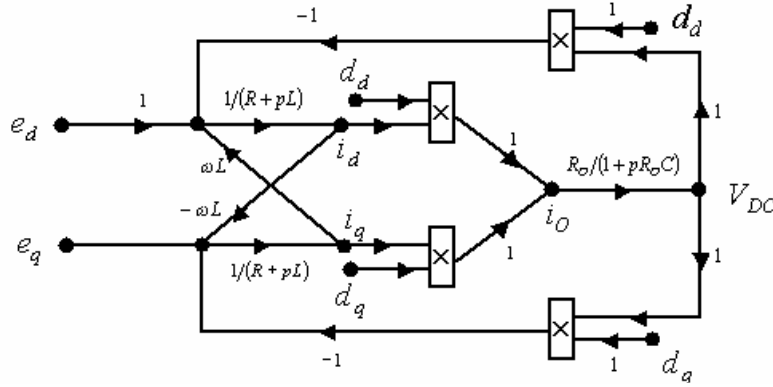 1
−1
d_d
d_d
×
1
1/(R+pL)
e_d
×
i_d
1
ωL
1
R_O/(1+pR_OC)
−ωL
i_q
i_O
V_DC
e_q
1/(R+pL)
×
1
1
d_q
×
−1
1
d_q